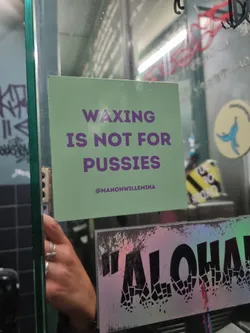 WAXING
IS NOT FOR
PUSSIES
@MANONWILLEMINA
"ALOHA